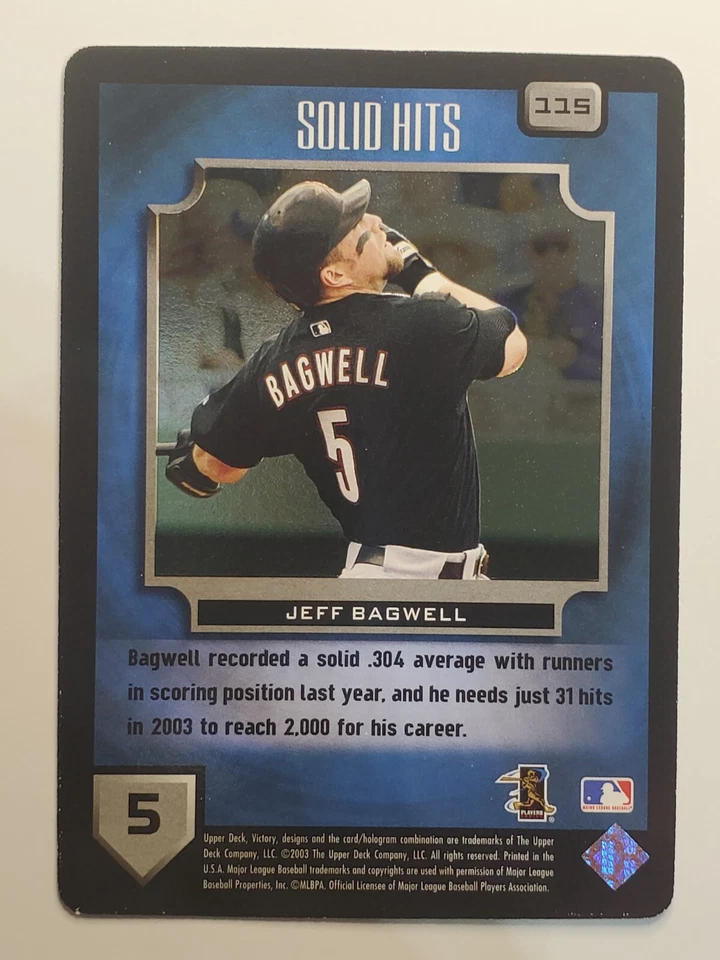 115
SOLID HITS
BAGWELL
5
JEFF BAGWELL
Bagwell recorded a solid .304 average with runners
in scoring position last year, and he needs just 31 hits
in 2003 to reach 2,000 for his career.
5
PLAYERS
MAJOR LEAGUE BASEBALL
Upper Deck, Victory, designs and the card/hologram combination are trademarks of The Upper
Deck Company, LLC. ©2003 The Upper Deck Company, LLC. All rights reserved. Printed in the
U.S.A. Major League Baseball trademarks and copyrights are used with permission of Major League
Baseball Properties, Inc. ©MLBPA. Official Licensee of Major League Baseball Players Association.